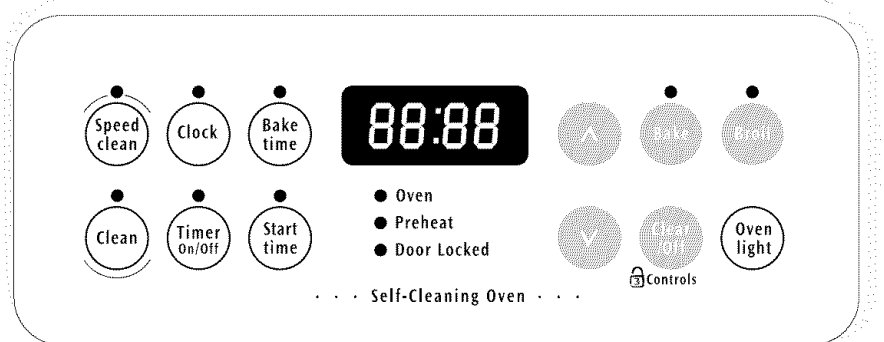 Speed clean
Clock
Bake time
88:88
∧
Bake
Broil
Clean
Timer On/Off
Start time
Oven
Preheat
Door Locked
∨
Clear /Off
Oven light
3 Controls
· · · Self-Cleaning Oven · · ·